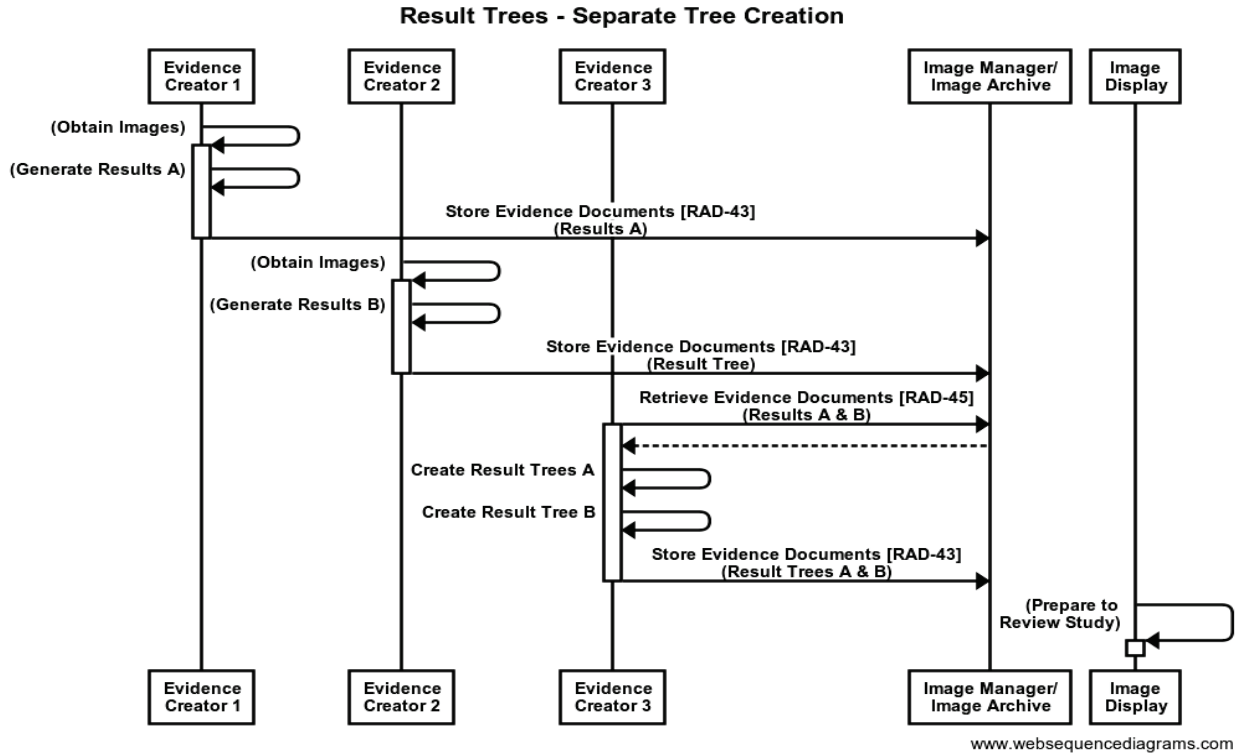 Result Trees - Separate Tree Creation
Evidence
Creator 1
Evidence
Creator 2
Evidence
Creator 3
Image Manager/
Image Archive
Image
Display
(Obtain Images)
(Generate Results A)
Store Evidence Documents [RAD-43]
(Results A)
(Obtain Images)
(Generate Results B)
Store Evidence Documents [RAD-43]
(Result Tree)
Retrieve Evidence Documents [RAD-45]
(Results A & B)
Create Result Trees A
Create Result Tree B
Store Evidence Documents [RAD-43]
(Result Trees A & B)
(Prepare to
Review Study)
Evidence
Creator 1
Evidence
Creator 2
Evidence
Creator 3
Image Manager/
Image Archive
Image
Display
www.websequencediagrams.com